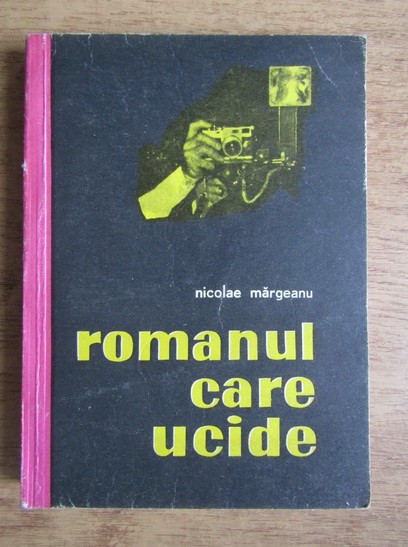 nicolae mărgeanu
romanul
care
ucide